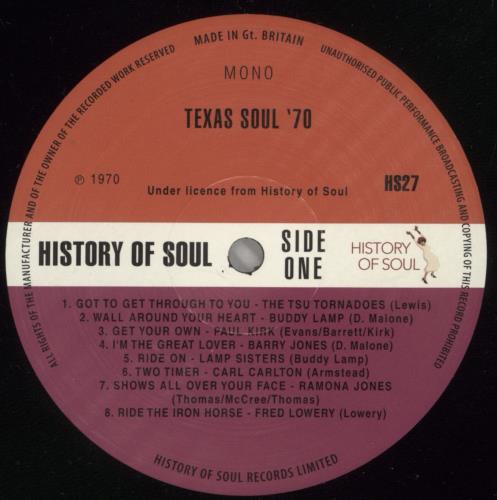 ALL RIGHTS OF THE MANUFACTURER AND OF THE OWNER OF THE RECORDED WORK RESERVED
MADE IN Gt. BRITAIN
UNAUTHORISED PUBLIC PERFORMANCE BROADCASTING AND COPYING OF THIS RECORD PROHIBITED
MONO
TEXAS SOUL '70
℗ 1970
HS27
Under licence from History of Soul
HISTORY OF SOUL
SIDE
ONE
HISTORY
OF SOUL
1. GOT TO GET THROUGH TO YOU - THE TSU TORNADOES (Lewis)
2. WALL AROUND YOUR HEART - BUDDY LAMP (D. Malone)
3. GET YOUR OWN - PAUL KIRK (Evans/Barrett/Kirk)
4. I'M THE GREAT LOVER - BARRY JONES (D. Malone)
5. RIDE ON - LAMP SISTERS (Buddy Lamp)
6. TWO TIMER - CARL CARLTON (Armstead)
7. SHOWS ALL OVER YOUR FACE - RAMONA JONES
(Thomas/McCree/Thomas)
8. RIDE THE IRON HORSE - FRED LOWERY (Lowery)
HISTORY OF SOUL RECORDS LIMITED